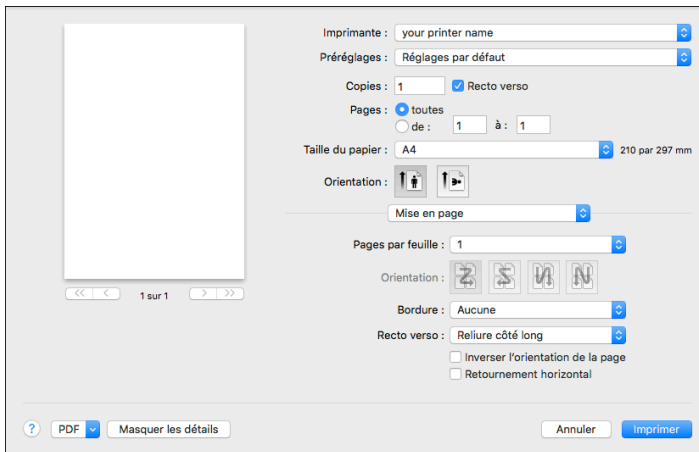 Imprimante : your printer name
Préréglages : Réglages par défaut
Copies : 1 Recto verso
Pages : toutes
de : 1 à : 1
Taille du papier : A4 210 par 297 mm
Orientation :
Mise en page
Pages par feuille : 1
Orientation :
Bordure : Aucune
Recto verso : Reliure côté long
Inverser l'orientation de la page
Retournement horizontal
<< < 1 sur 1 > >>
? PDF Masquer les détails Annuler Imprimer